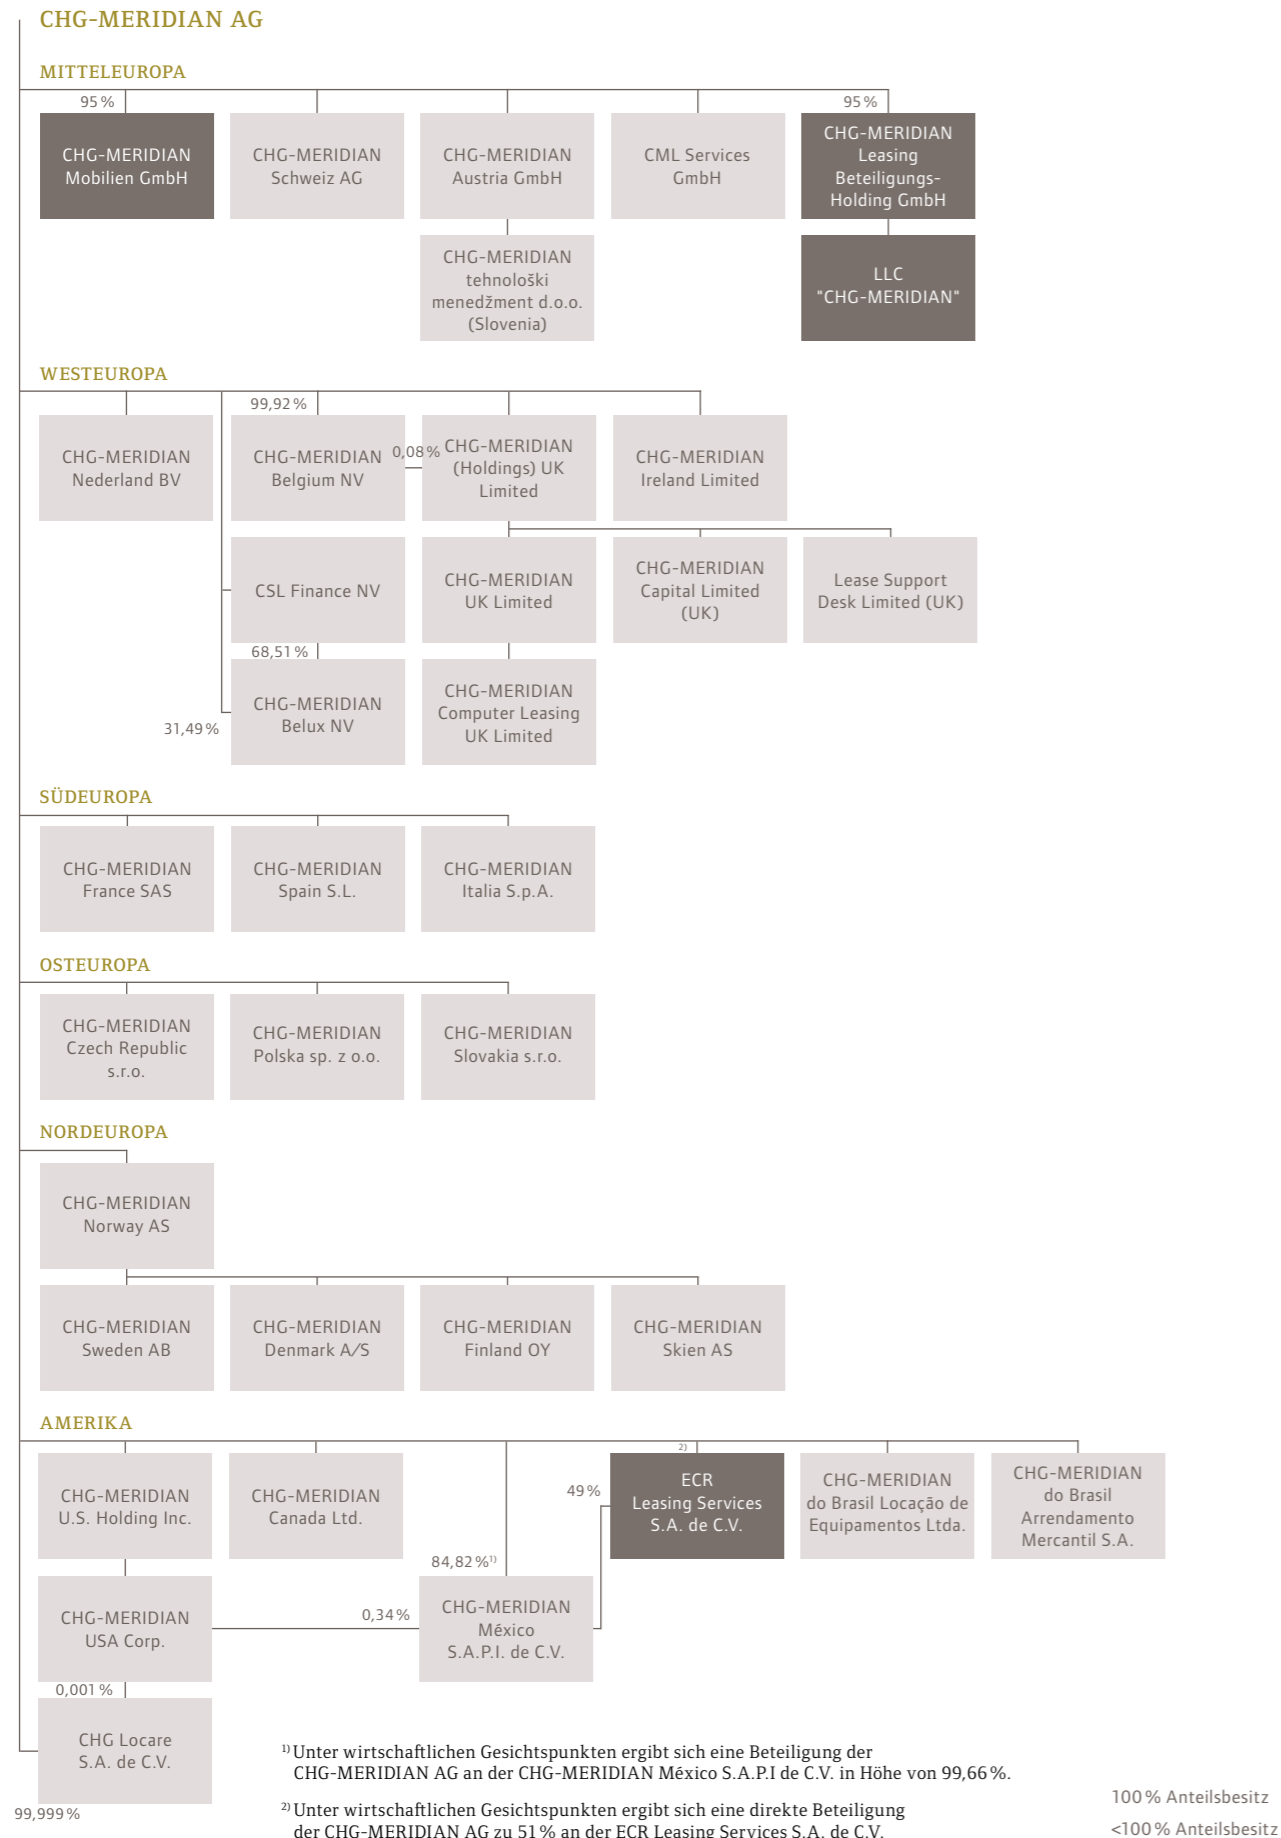 CHG-MERIDIAN AG
MITTELEUROPA
95 %
95 %
CHG-MERIDIAN
Mobilien GmbH
CHG-MERIDIAN
Schweiz AG
CHG-MERIDIAN
Austria GmbH
CML Services
GmbH
CHG-MERIDIAN
Leasing
Beteiligungs-
Holding GmbH
CHG-MERIDIAN
tehnološki
menedžment d.o.o.
(Slovenia)
LLC
"CHG-MERIDIAN"
WESTEUROPA
99,92 %
CHG-MERIDIAN
Nederland BV
CHG-MERIDIAN
Belgium NV
0,08 %
CHG-MERIDIAN
(Holdings) UK
Limited
CHG-MERIDIAN
Ireland Limited
CSL Finance NV
CHG-MERIDIAN
UK Limited
CHG-MERIDIAN
Capital Limited
(UK)
Lease Support
Desk Limited (UK)
68,51 %
CHG-MERIDIAN
Belux NV
31,49 %
CHG-MERIDIAN
Computer Leasing
UK Limited
SÜDEUROPA
CHG-MERIDIAN
France SAS
CHG-MERIDIAN
Spain S.L.
CHG-MERIDIAN
Italia S.p.A.
OSTEUROPA
CHG-MERIDIAN
Czech Republic
s.r.o.
CHG-MERIDIAN
Polska sp. z o.o.
CHG-MERIDIAN
Slovakia s.r.o.
NORDEUROPA
CHG-MERIDIAN
Norway AS
CHG-MERIDIAN
Sweden AB
CHG-MERIDIAN
Denmark A/S
CHG-MERIDIAN
Finland OY
CHG-MERIDIAN
Skien AS
AMERIKA
CHG-MERIDIAN
U.S. Holding Inc.
CHG-MERIDIAN
Canada Ltd.
2)
49 %
ECR
Leasing Services
S.A. de C.V.
CHG-MERIDIAN
do Brasil Locação de
Equipamentos Ltda.
CHG-MERIDIAN
do Brasil
Arrendamento
Mercantil S.A.
84,82 %1)
CHG-MERIDIAN
USA Corp.
0,34 %
CHG-MERIDIAN
México
S.A.P.I. de C.V.
0,001 %
CHG Locare
S.A. de C.V.
99,999 %
1) Unter wirtschaftlichen Gesichtspunkten ergibt sich eine Beteiligung der
CHG-MERIDIAN AG an der CHG-MERIDIAN México S.A.P.I de C.V. in Höhe von 99,66 %.
2) Unter wirtschaftlichen Gesichtspunkten ergibt sich eine direkte Beteiligung
der CHG-MERIDIAN AG zu 51 % an der ECR Leasing Services S.A. de C.V.
100 % Anteilsbesitz
<100 % Anteilsbesitz